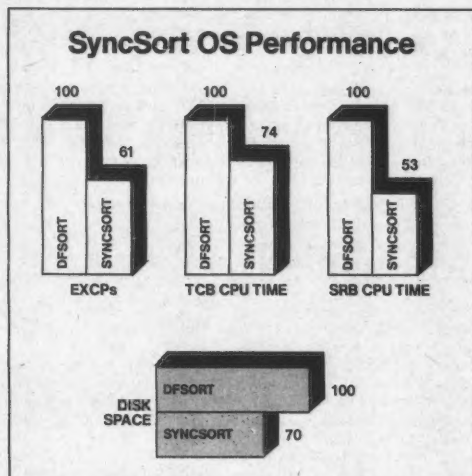 SyncSort OS Performance
100
61
DFSORT
SYNCSORT
EXCPs
100
74
DFSORT
SYNCSORT
TCB CPU TIME
100
53
DFSORT
SYNCSORT
SRB CPU TIME
DISK
SPACE
DFSORT
100
SYNCSORT
70